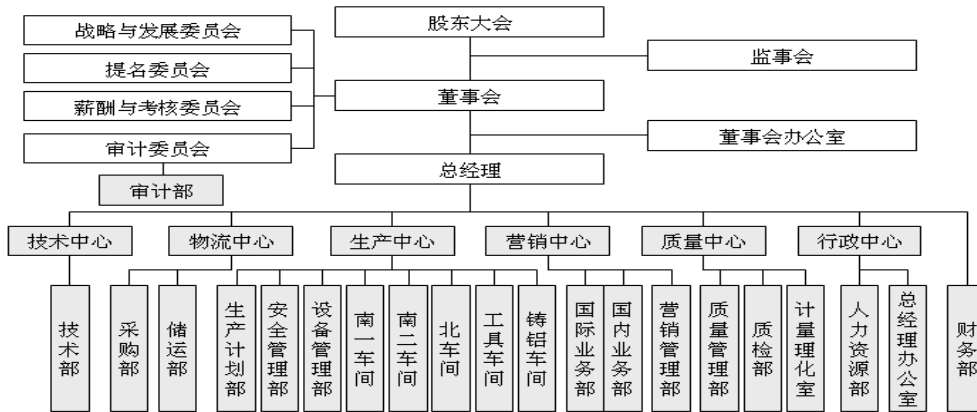 战略与发展委员会
股东大会
提名委员会
监事会
薪酬与考核委员会
董事会
审计委员会
董事会办公室
审计部
总经理
技术中心
物流中心
生产中心
营销中心
质量中心
行政中心
技术部
采购部
储运部
生产计划部
安全管理部
设备管理部
南一车间
南二车间
北车间
工具车间
铸铝车间
国际业务部
国内业务部
营销管理部
质量管理部
质检部
计量理化室
人力资源部
总经理办公室
财务部